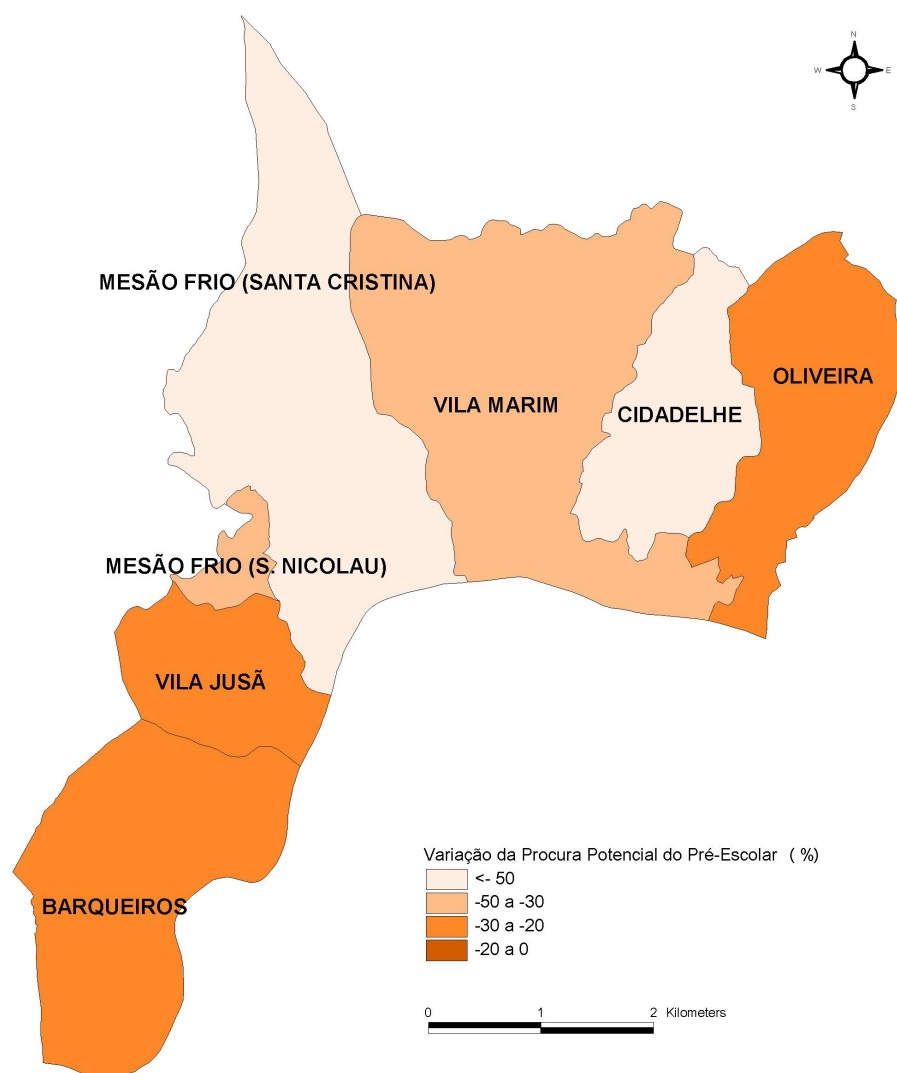 N
W E
S
MESÃO FRIO (SANTA CRISTINA)
OLIVEIRA
VILA MARIM
CIDADELHE
MESÃO FRIO (S. NICOLAU)
VILA JUSÃ
BARQUEIROS
Variação da Procura Potencial do Pré-Escolar ( %)
<- 50
-50 a -30
-30 a -20
-20 a 0
0 1 2 Kilometers